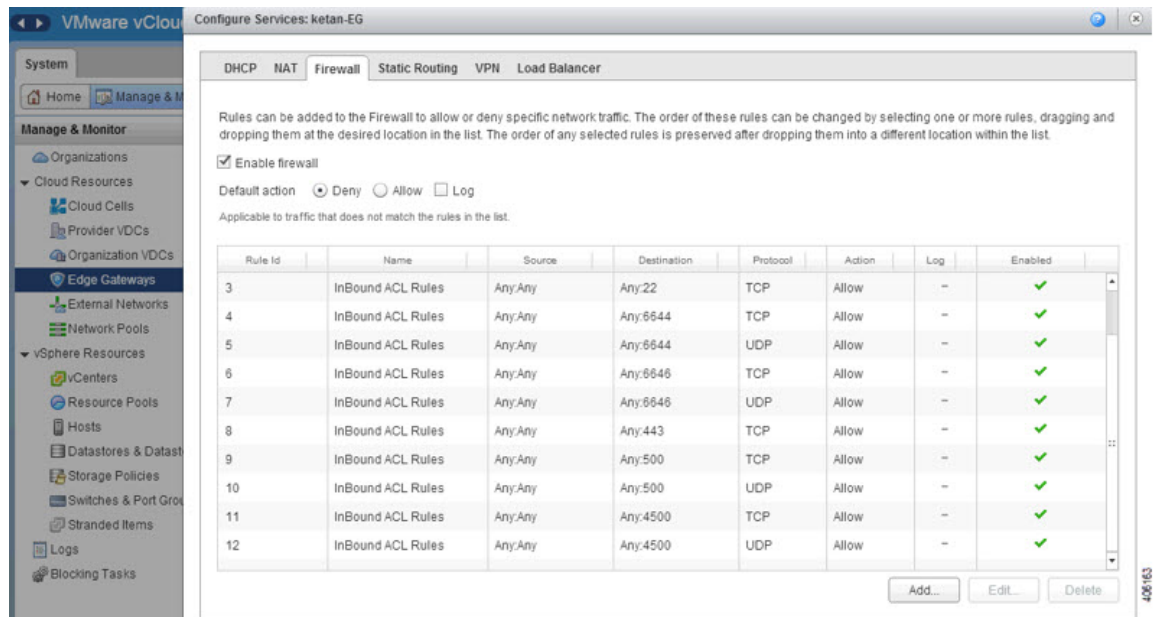 VMware vClou
Configure Services: ketan-EG
System
Home
Manage & M
Manage & Monitor
Organizations
Cloud Resources
Cloud Cells
Provider VDCs
Organization VDCs
Edge Gateways
External Networks
Network Pools
vSphere Resources
vCenters
Resource Pools
Hosts
Datastores & Datast
Storage Policies
Switches & Port Grou
Stranded Items
Logs
Blocking Tasks
DHCP NAT Firewall Static Routing VPN Load Balancer
Rules can be added to the Firewall to allow or deny specific network traffic. The order of these rules can be changed by selecting one or more rules, dragging and
dropping them at the desired location in the list. The order of any selected rules is preserved after dropping them into a different location within the list.
Enable firewall
Default action Deny Allow Log
Applicable to traffic that does not match the rules in the list.
Rule Id Name Source Destination Protocol Action Log Enabled
3 InBound ACL Rules Any:Any Any:22 TCP Allow -
4 InBound ACL Rules Any:Any Any:6644 TCP Allow -
5 InBound ACL Rules Any:Any Any:6644 UDP Allow -
6 InBound ACL Rules Any:Any Any:6646 TCP Allow -
7 InBound ACL Rules Any:Any Any:6646 UDP Allow -
8 InBound ACL Rules Any:Any Any:443 TCP Allow -
9 InBound ACL Rules Any:Any Any:500 TCP Allow -
10 InBound ACL Rules Any:Any Any:500 UDP Allow -
11 InBound ACL Rules Any:Any Any:4500 TCP Allow -
12 InBound ACL Rules Any:Any Any:4500 UDP Allow -
Add... Edit... Delete
406163